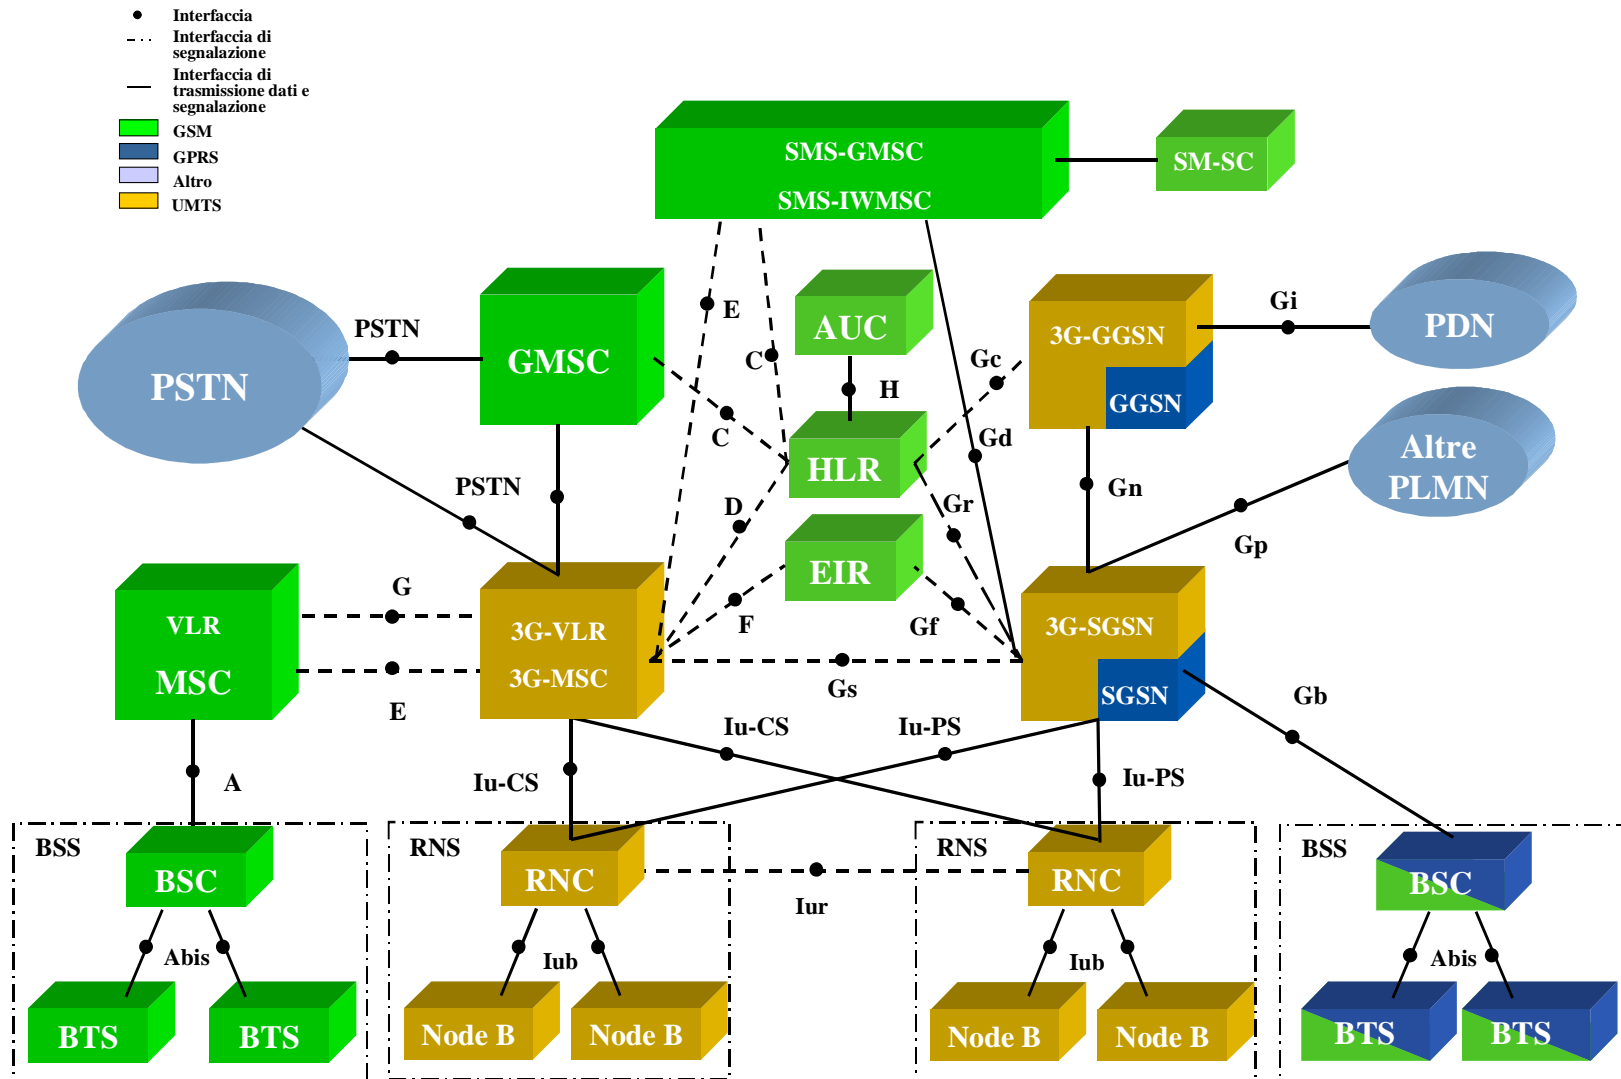 Interfaccia
Interfaccia di
segnalazione
Interfaccia di
trasmissione dati e
segnalazione
GSM
GPRS
Altro
UMTS
SMS-GMSC
SMS-IWMSC
SM-SC
PSTN
PSTN
GMSC
E
C
C
AUC
H
HLR
Gc
3G-GGSN
GGSN
Gi
PDN
Altre
PLMN
Gd
Gn
Gp
PSTN
D
Gr
EIR
F
Gf
G
E
VLR
MSC
3G-VLR
3G-MSC
Gs
3G-SGSN
SGSN
Gb
A
Iu-CS
Iu-CS
Iu-PS
Iu-PS
BSS
BSC
Abis
BTS
BTS
RNS
RNC
Iub
Node B
Node B
Iur
RNS
RNC
Iub
Node B
Node B
BSS
BSC
Abis
BTS
BTS